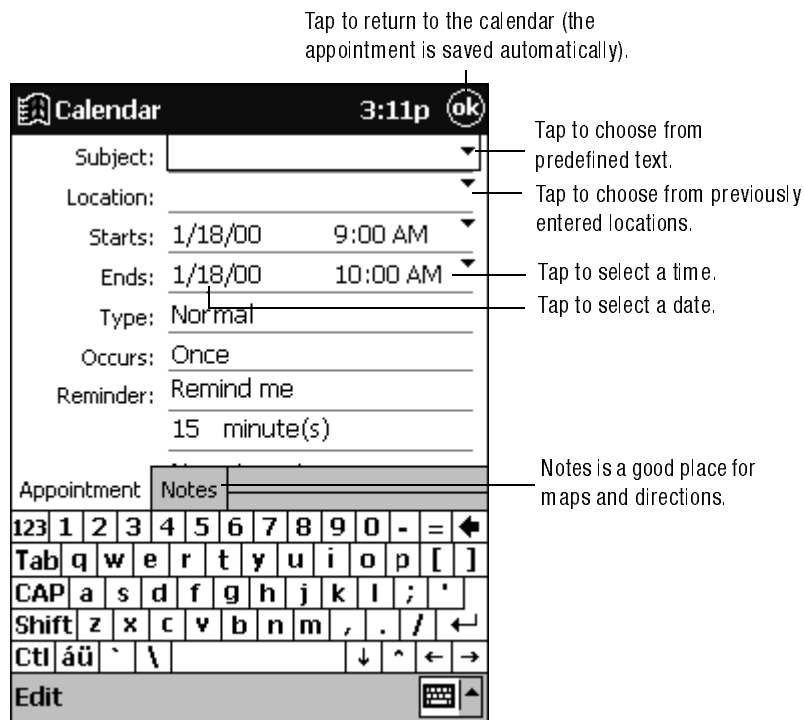 Tap to return to the calendar (the
appointment is saved automatically).
Calendar 3:11p ok
Subject:
Tap to choose from
predefined text.
Location:
Tap to choose from previously
entered locations.
Starts: 1/18/00 9:00 AM
Ends: 1/18/00 10:00 AM
Tap to select a time.
Tap to select a date.
Type: Normal
Occurs: Once
Reminder: Remind me
15 minute(s)
Appointment Notes
Notes is a good place for
maps and directions.
123 1 2 3 4 5 6 7 8 9 0 - = 🡄
Tab q w e r t y u i o p [ ]
CAP a s d f g h j k l ; '
Shift z x c v b n m , . / ↵
Ctl áü ` \ ↓ ^ ← →
Edit